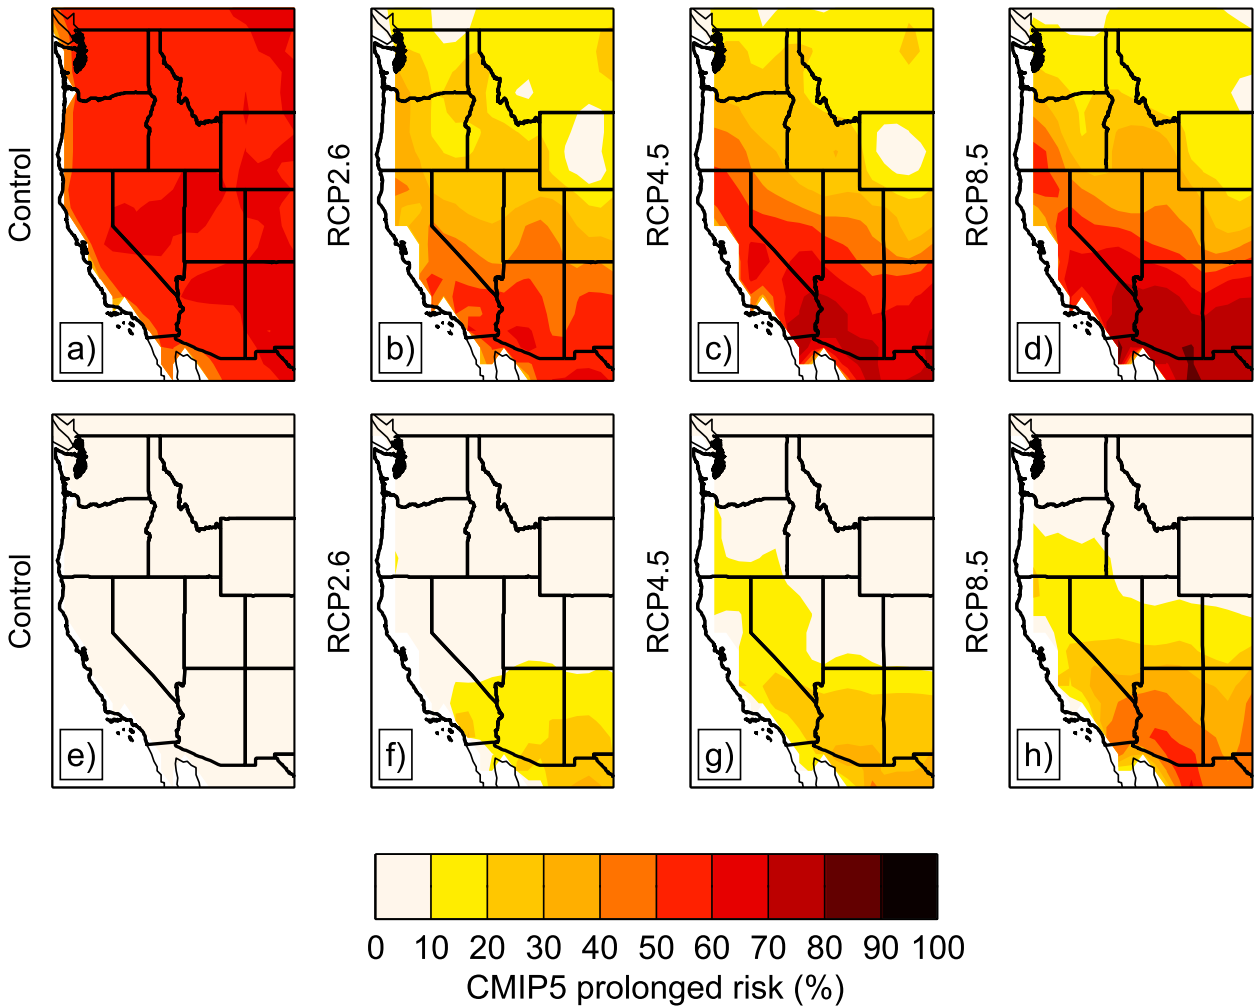 Control
a)
RCP2.6
b)
RCP4.5
c)
RCP8.5
d)
Control
e)
RCP2.6
f)
RCP4.5
g)
RCP8.5
h)
0 10 20 30 40 50 60 70 80 90 100
CMIP5 prolonged risk (%)